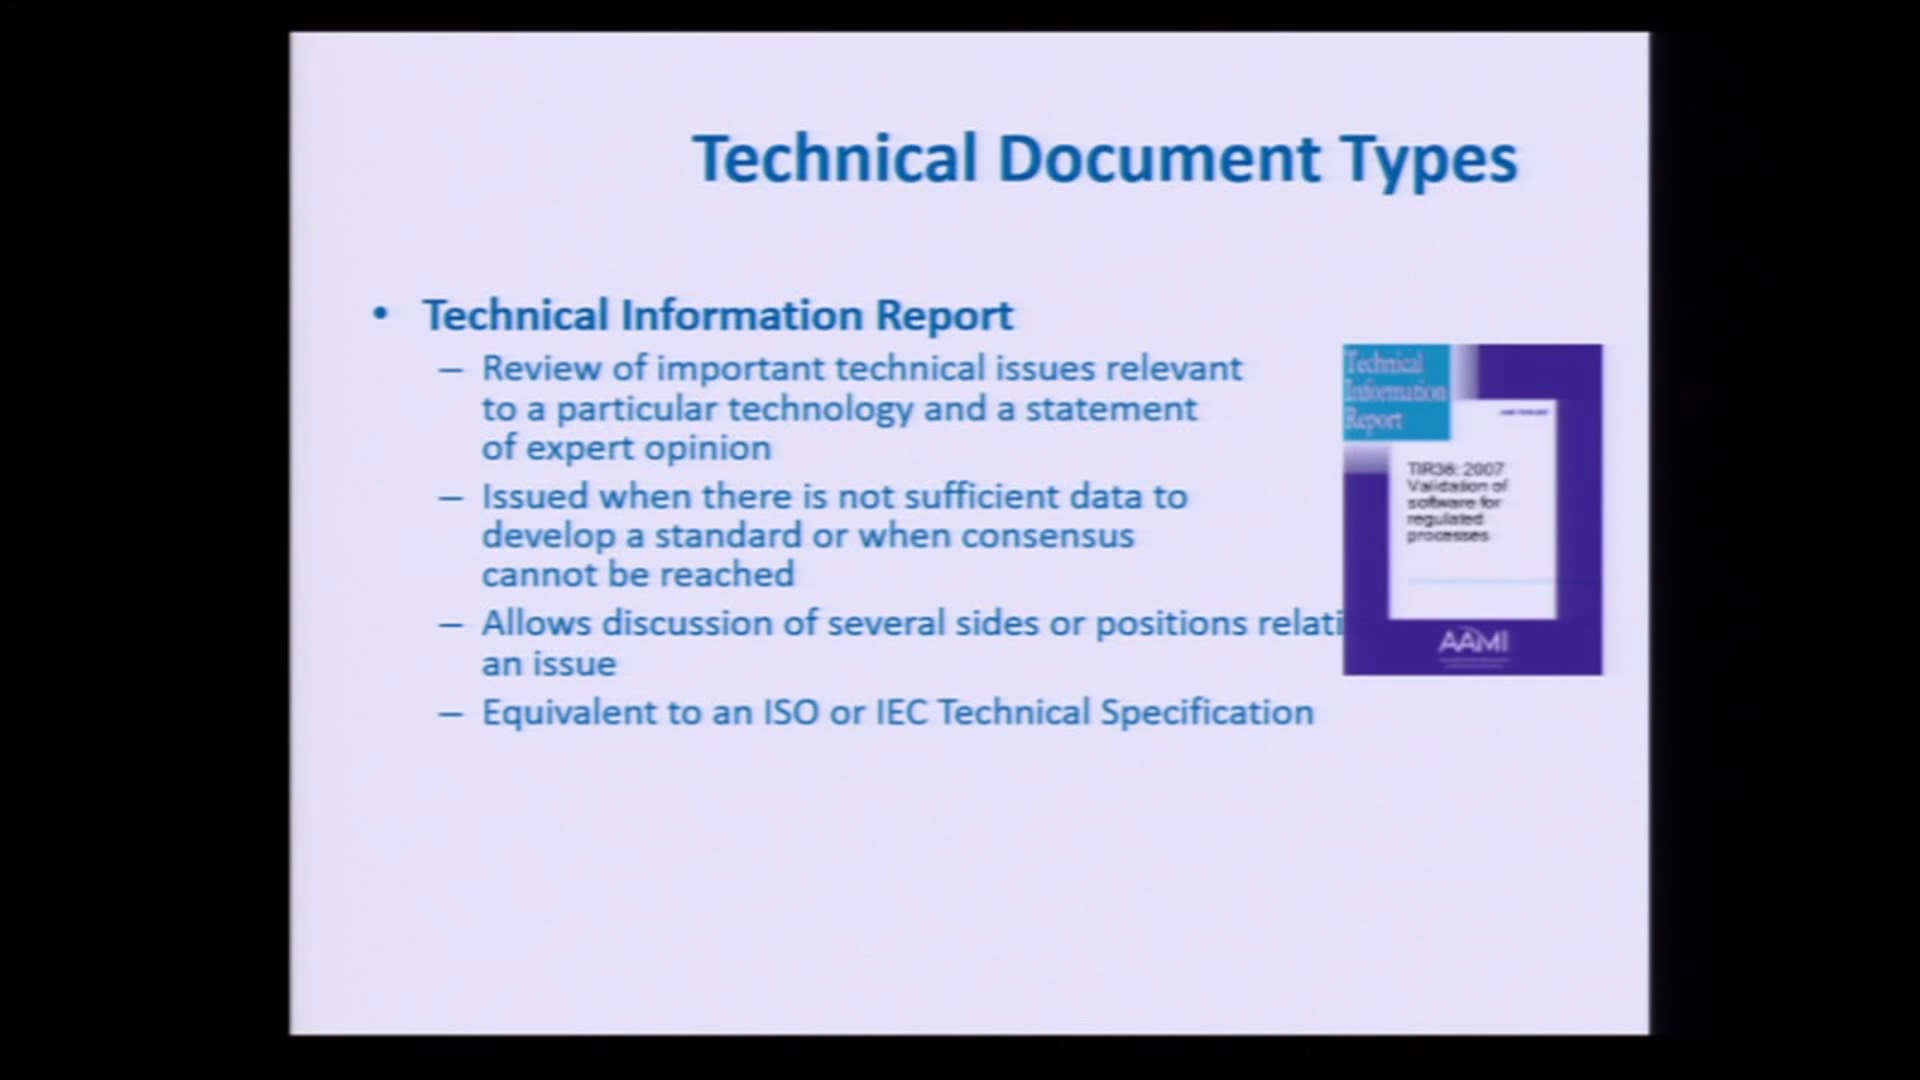 Technical Document Types
• Technical Information Report
– Review of important technical issues relevant
to a particular technology and a statement
of expert opinion
– Issued when there is not sufficient data to
develop a standard or when consensus
cannot be reached
– Allows discussion of several sides or positions relati
an issue
– Equivalent to an ISO or IEC Technical Specification
Technical
Information
Report
TIR36: 2007
Validation of
software for
regulated
processes
AAMI